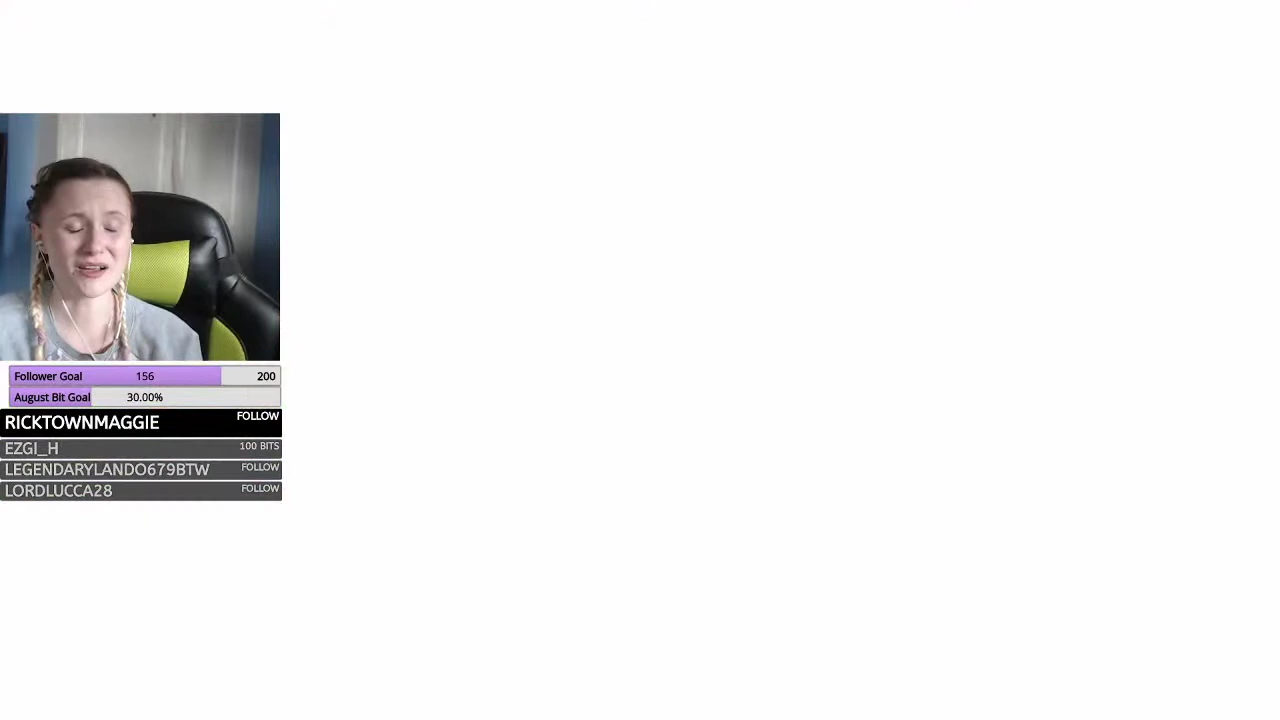 Follower Goal 156 200
August Bit Goal 30.00%
RICKTOWNMAGGIE FOLLOW
EZGI_H 100 BITS
LEGENDARYLANDO679BTW FOLLOW
LORDLUCCA28 FOLLOW